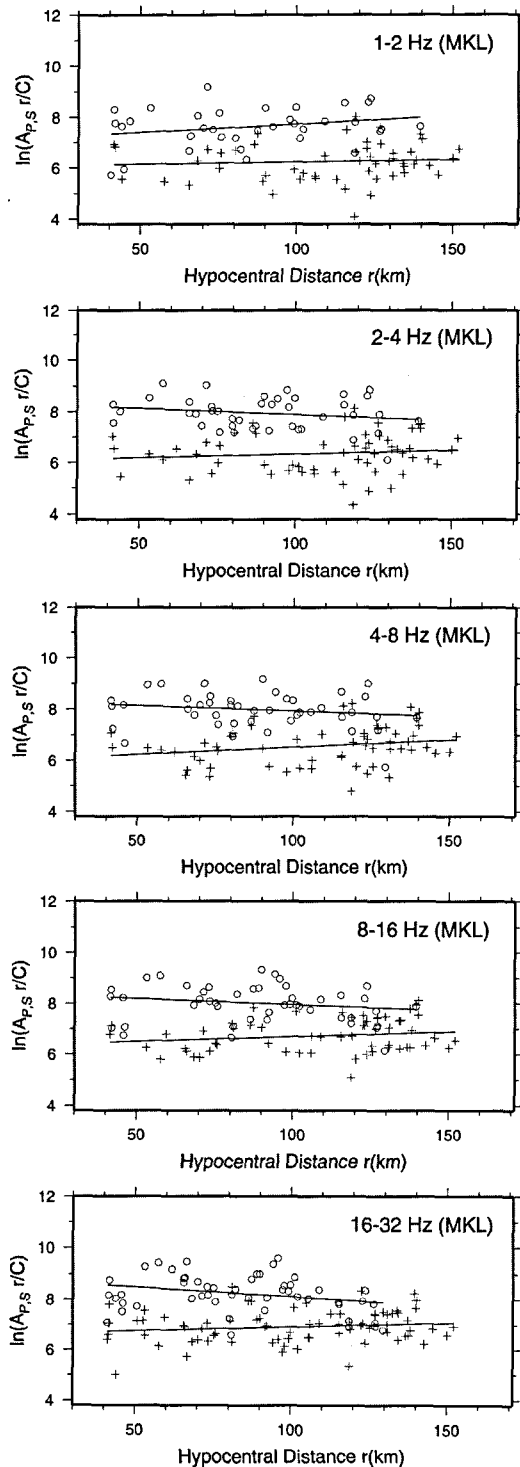 12
1-2 Hz (MKL)
10
8
6
4
ln(A_P,S r/C)
50 100 150
Hypocentral Distance r(km)
12
2-4 Hz (MKL)
10
8
6
4
ln(A_P,S r/C)
50 100 150
Hypocentral Distance r(km)
12
4-8 Hz (MKL)
10
8
6
4
ln(A_P,S r/C)
50 100 150
Hypocentral Distance r(km)
12
8-16 Hz (MKL)
10
8
6
4
ln(A_P,S r/C)
50 100 150
Hypocentral Distance r(km)
12
16-32 Hz (MKL)
10
8
6
4
ln(A_P,S r/C)
50 100 150
Hypocentral Distance r(km)